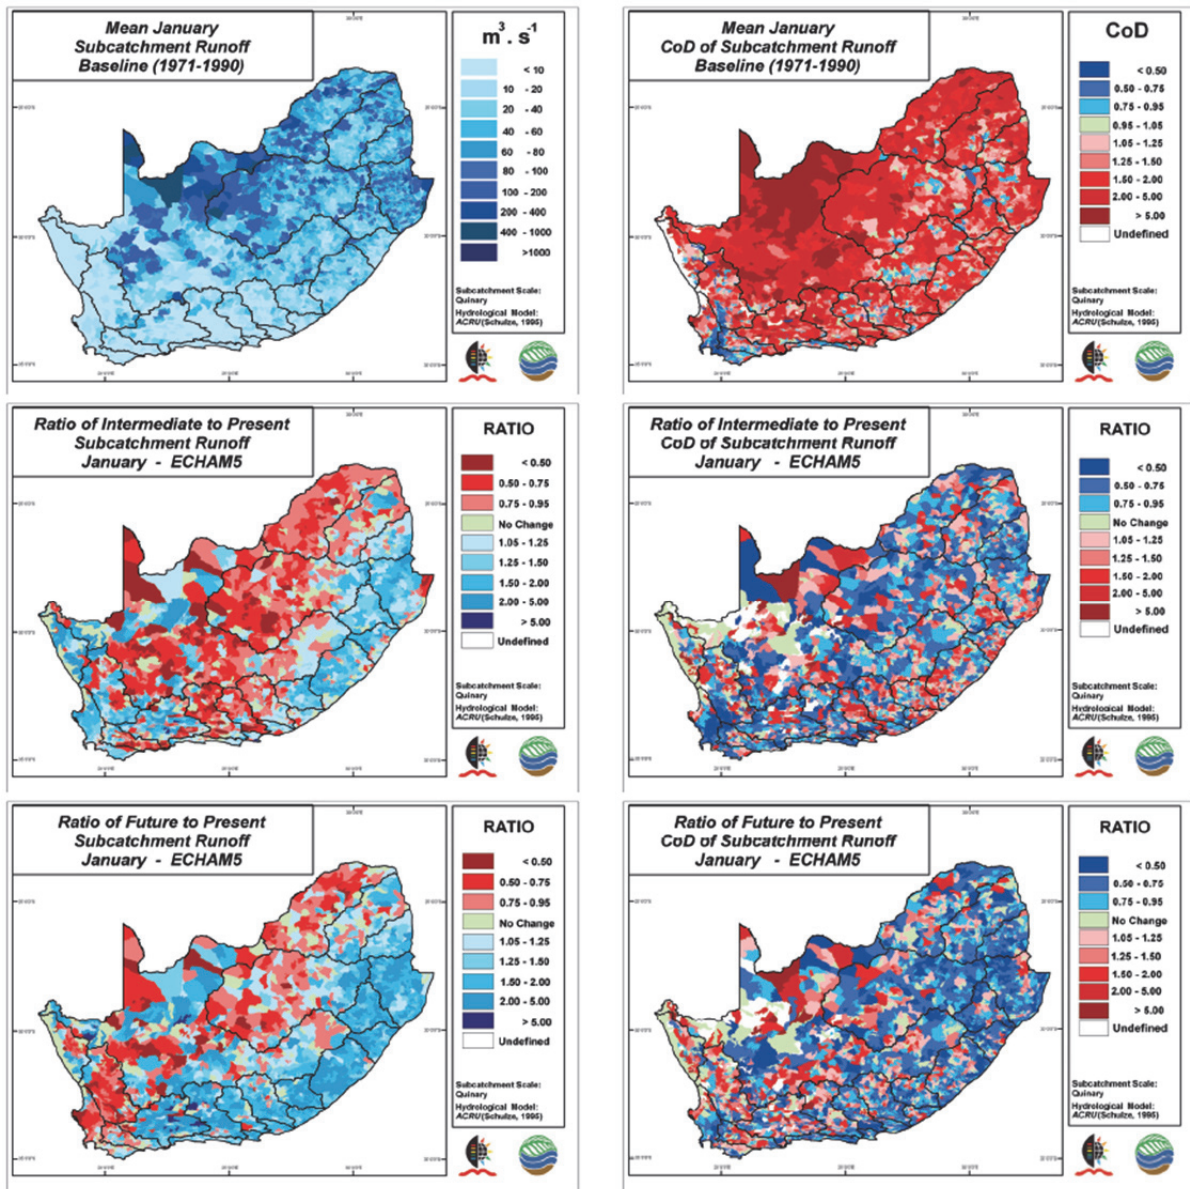 Mean January
Subcatchment Runoff
Baseline (1971-1990)
m³ . s⁻¹
< 10
10 - 20
20 - 40
40 - 60
60 - 80
80 - 100
100 - 200
200 - 400
400 - 1000
>1000
Subcatchment Scale:
Quinary
Hydrological Model:
ACRU (Schulze, 1995)
Mean January
CoD of Subcatchment Runoff
Baseline (1971-1990)
CoD
< 0.50
0.50 - 0.75
0.75 - 0.95
0.95 - 1.05
1.05 - 1.25
1.25 - 1.50
1.50 - 2.00
2.00 - 5.00
> 5.00
Undefined
Subcatchment Scale:
Quinary
Hydrological Model:
ACRU (Schulze, 1995)
Ratio of Intermediate to Present
Subcatchment Runoff
January - ECHAM5
RATIO
< 0.50
0.50 - 0.75
0.75 - 0.95
No Change
1.05 - 1.25
1.25 - 1.50
1.50 - 2.00
2.00 - 5.00
> 5.00
Undefined
Subcatchment Scale:
Quinary
Hydrological Model:
ACRU (Schulze, 1995)
Ratio of Intermediate to Present
CoD of Subcatchment Runoff
January - ECHAM5
RATIO
< 0.50
0.50 - 0.75
0.75 - 0.95
No Change
1.05 - 1.25
1.25 - 1.50
1.50 - 2.00
2.00 - 5.00
> 5.00
Undefined
Subcatchment Scale:
Quinary
Hydrological Model:
ACRU (Schulze, 1995)
Ratio of Future to Present
Subcatchment Runoff
January - ECHAM5
RATIO
< 0.50
0.50 - 0.75
0.75 - 0.95
No Change
1.05 - 1.25
1.25 - 1.50
1.50 - 2.00
2.00 - 5.00
> 5.00
Undefined
Subcatchment Scale:
Quinary
Hydrological Model:
ACRU (Schulze, 1995)
Ratio of Future to Present
CoD of Subcatchment Runoff
January - ECHAM5
RATIO
< 0.50
0.50 - 0.75
0.75 - 0.95
No Change
1.05 - 1.25
1.25 - 1.50
1.50 - 2.00
2.00 - 5.00
> 5.00
Undefined
Subcatchment Scale:
Quinary
Hydrological Model:
ACRU (Schulze, 1995)